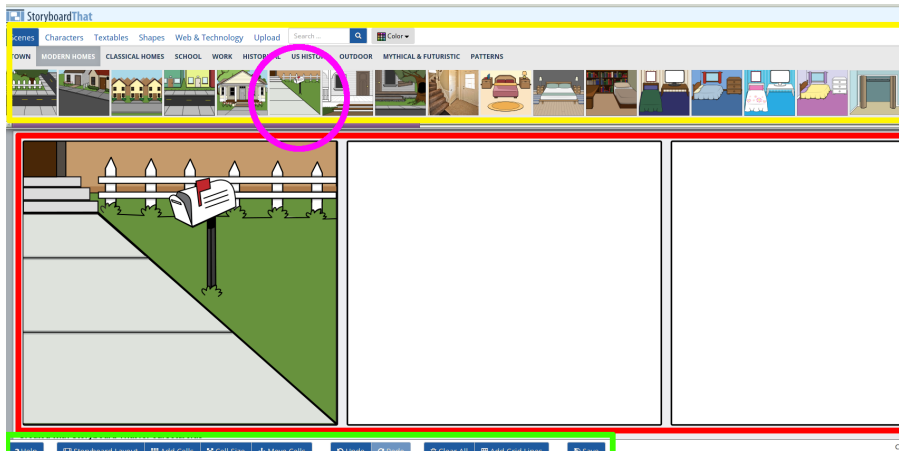 StoryboardThat
Scenes Characters Textables Shapes Web & Technology Upload Search ... Color
TOWN MODERN HOMES CLASSICAL HOMES SCHOOL WORK HISTORICAL US HISTORY OUTDOOR MYTHICAL & FUTURISTIC PATTERNS
Help Storyboard Layout Add Cells Cell Size Move Cells Undo Redo Clear All Add Grid Lines Save